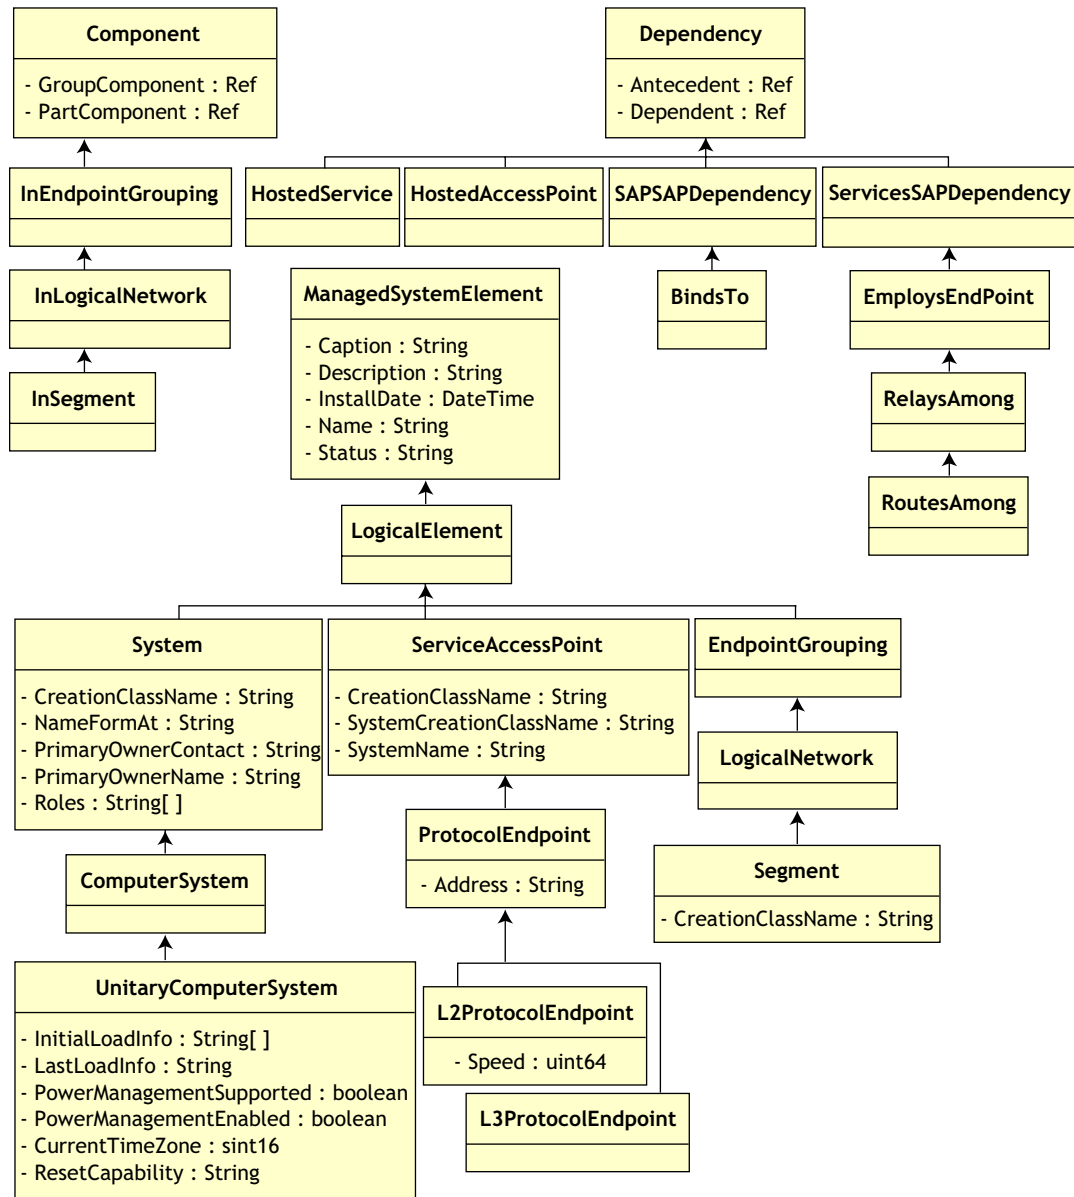 Component
- GroupComponent : Ref
- PartComponent : Ref
Dependency
- Antecedent : Ref
- Dependent : Ref
InEndpointGrouping
HostedService
HostedAccessPoint
SAPSAPDependency
ServicesSAPDependency
InLogicalNetwork
ManagedSystemElement
- Caption : String
- Description : String
- InstallDate : DateTime
- Name : String
- Status : String
BindsTo
EmploysEndPoint
InSegment
RelaysAmong
RoutesAmong
LogicalElement
System
- CreationClassName : String
- NameFormAt : String
- PrimaryOwnerContact : String
- PrimaryOwnerName : String
- Roles : String[ ]
ServiceAccessPoint
- CreationClassName : String
- SystemCreationClassName : String
- SystemName : String
EndpointGrouping
LogicalNetwork
ProtocolEndpoint
- Address : String
Segment
- CreationClassName : String
ComputerSystem
UnitaryComputerSystem
- InitialLoadInfo : String[ ]
- LastLoadInfo : String
- PowerManagementSupported : boolean
- PowerManagementEnabled : boolean
- CurrentTimeZone : sint16
- ResetCapability : String
L2ProtocolEndpoint
- Speed : uint64
L3ProtocolEndpoint